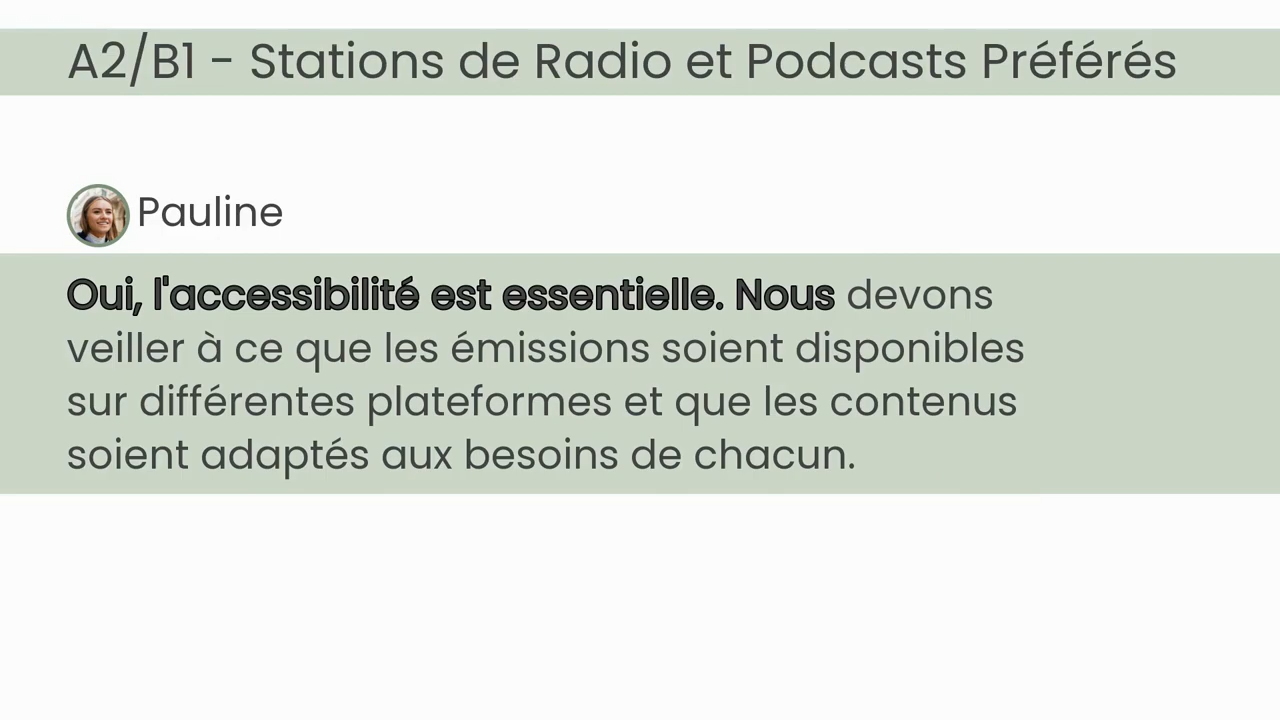 A2/B1 - Stations de Radio et Podcasts Préférés
Pauline
Oui, l'accessibilité est essentielle. Nous devons
veiller à ce que les émissions soient disponibles
sur différentes plateformes et que les contenus
soient adaptés aux besoins de chacun.